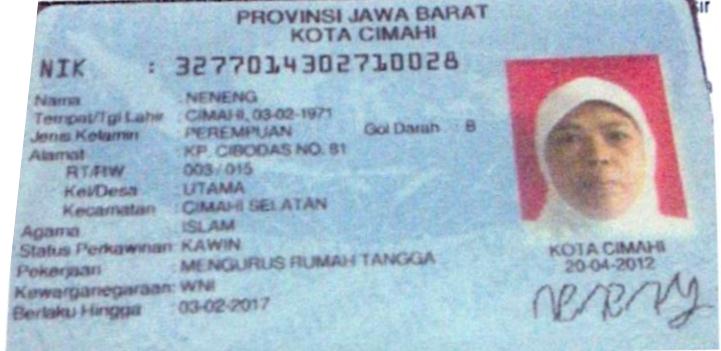 PROVINSI JAWA BARAT
KOTA CIMAHI
NIK : 3277014302710028
Nama : NENENG
Tempat/Tgl Lahir : CIMAHI, 03-02-1971
Jenis Kelamin : PEREMPUAN Gol Darah : B
Alamat : KP. CIBODAS NO. 81
RT/RW : 003 / 015
Kel/Desa : UTAMA
Kecamatan : CIMAHI SELATAN
Agama : ISLAM
Status Perkawinan: KAWIN
Pekerjaan : MENGURUS RUMAH TANGGA
Kewarganegaraan: WNI
Berlaku Hingga : 03-02-2017
KOTA CIMAHI
20-04-2012